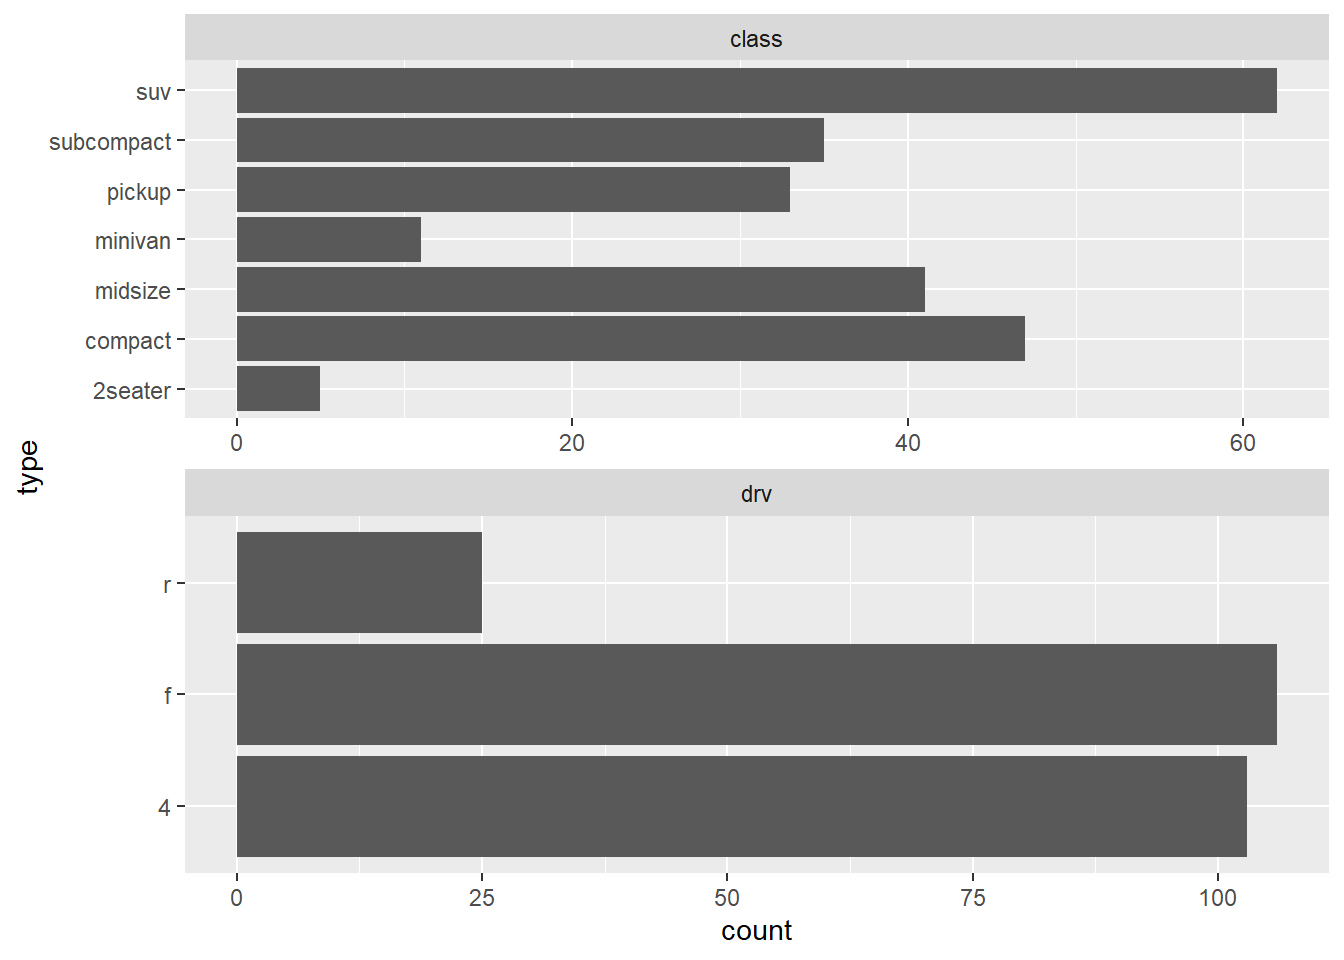 class
suv
subcompact
pickup
minivan
midsize
compact
2seater
0 20 40 60
type
drv
r
f
4
0 25 50 75 100
count